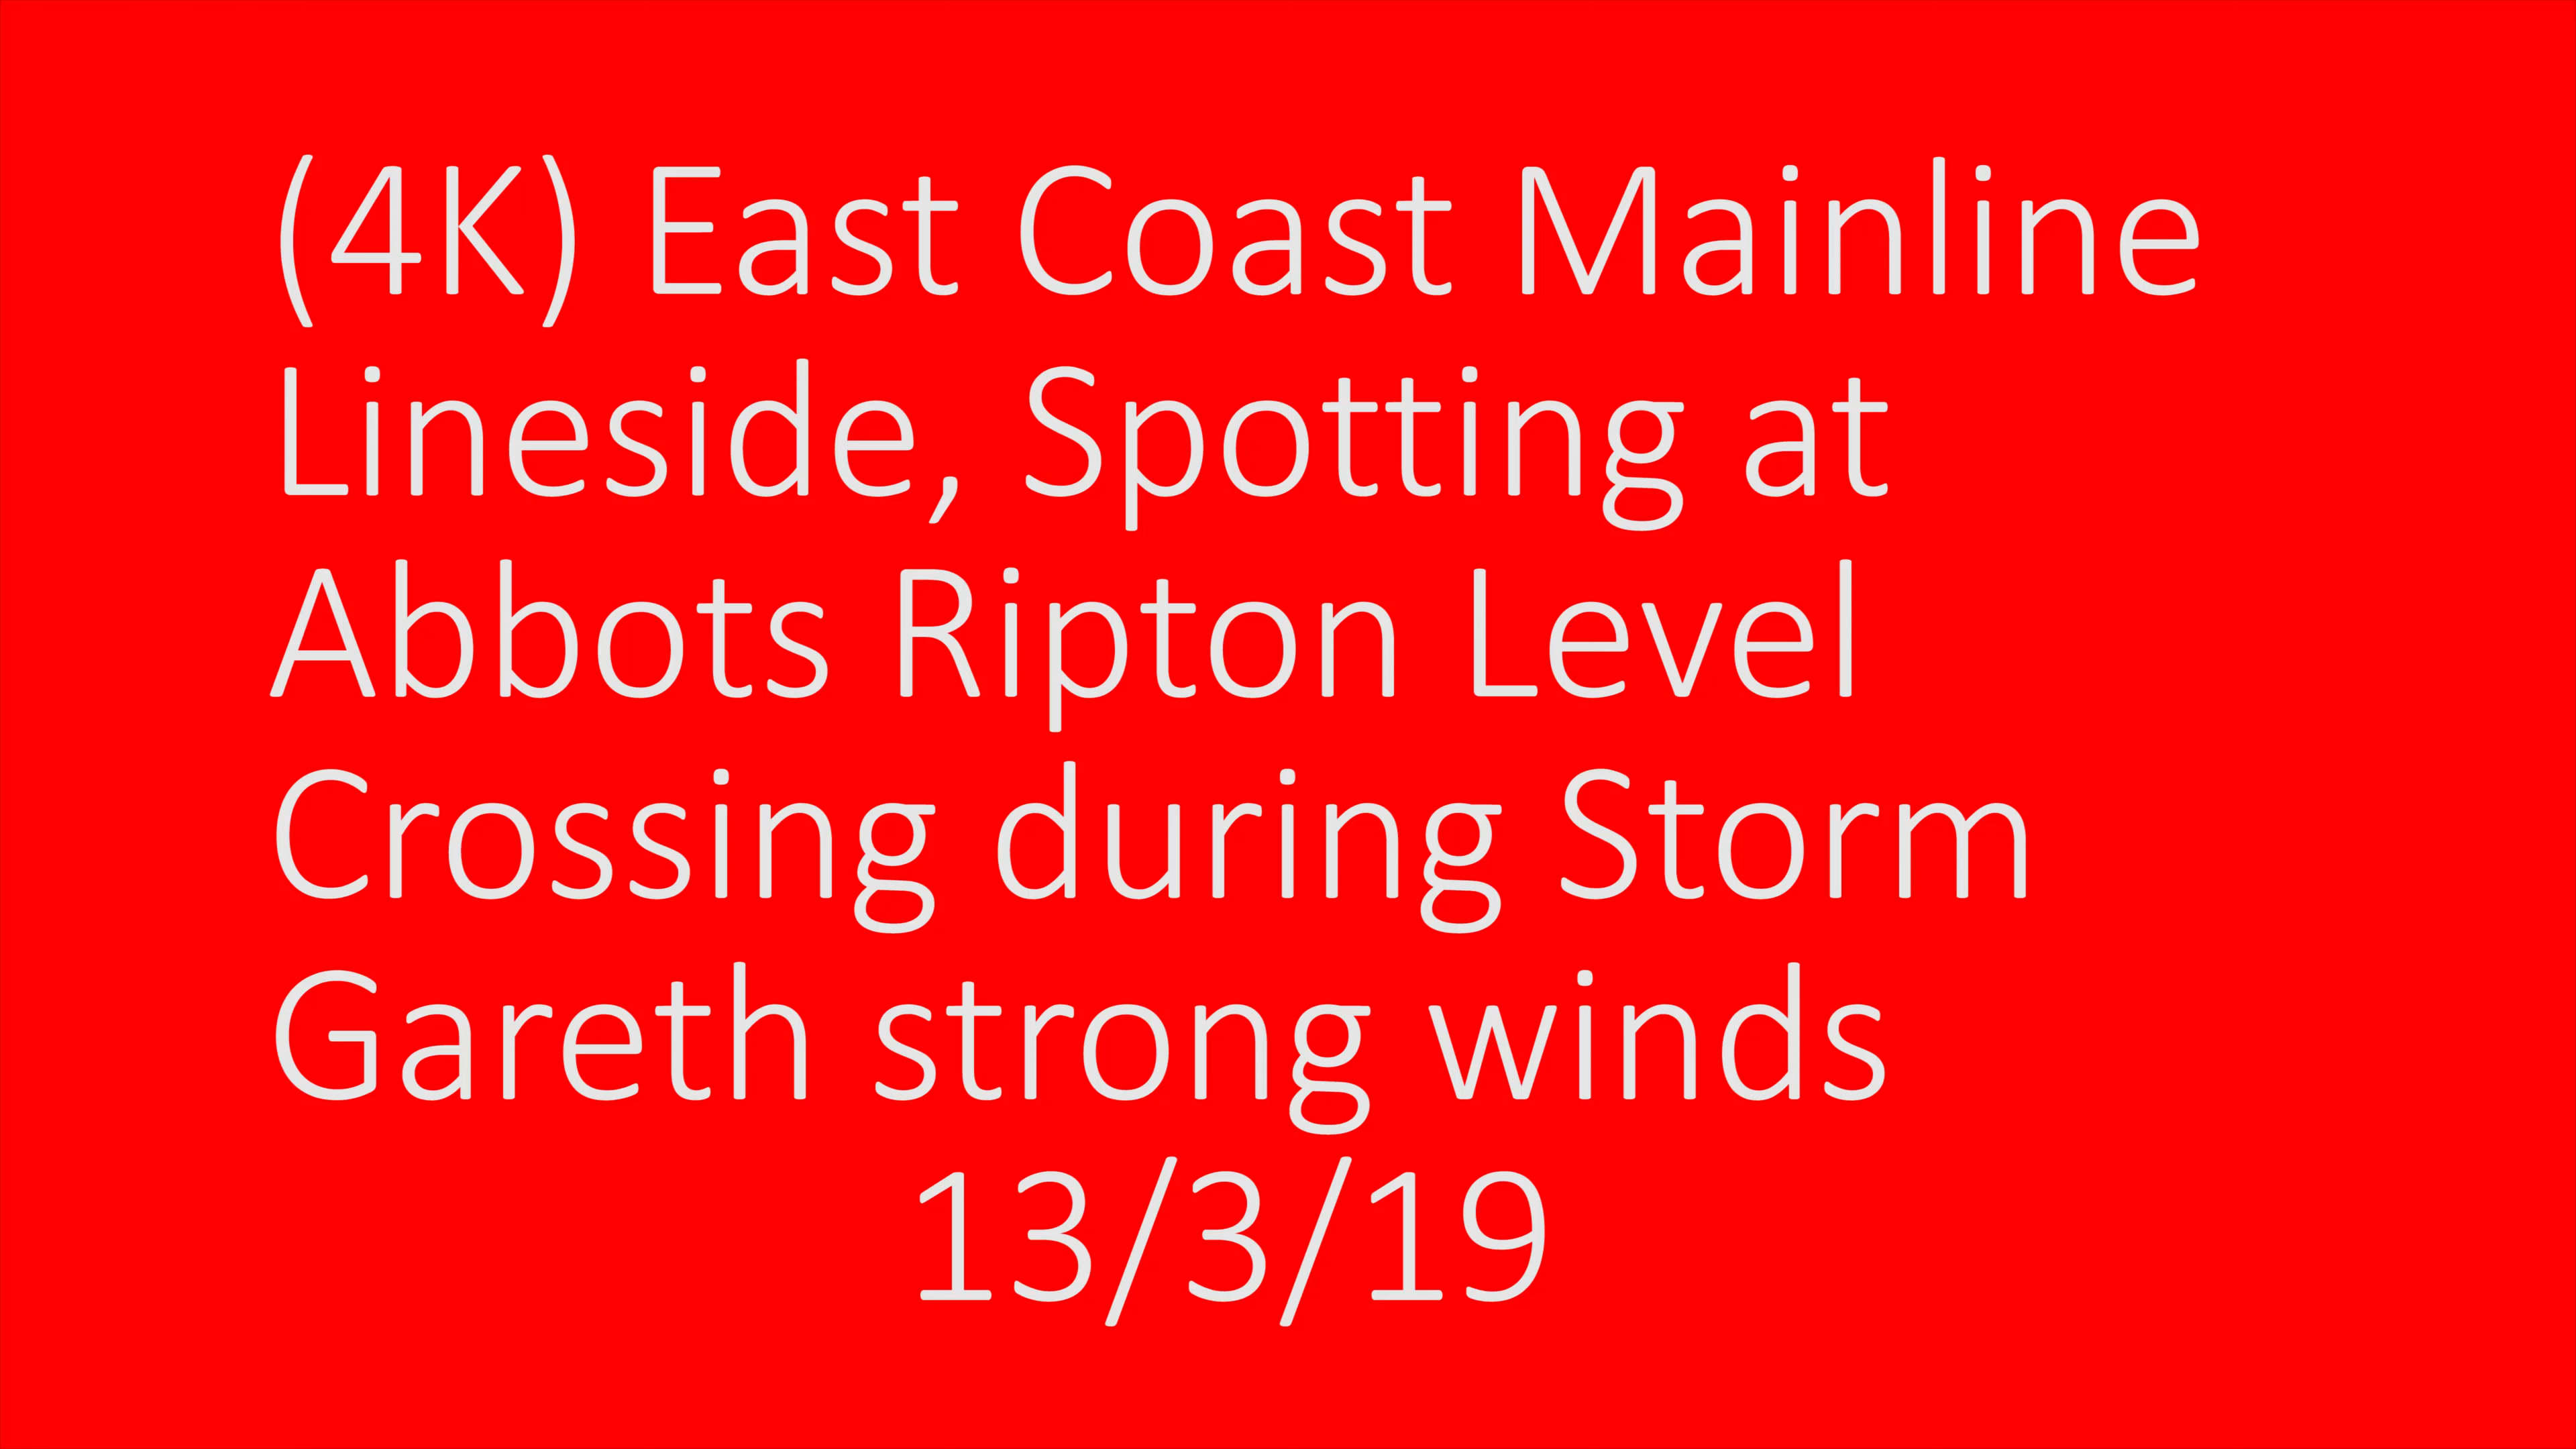 (4K) East Coast Mainline
Lineside, Spotting at
Abbots Ripton Level
Crossing during Storm
Gareth strong winds
13/3/19